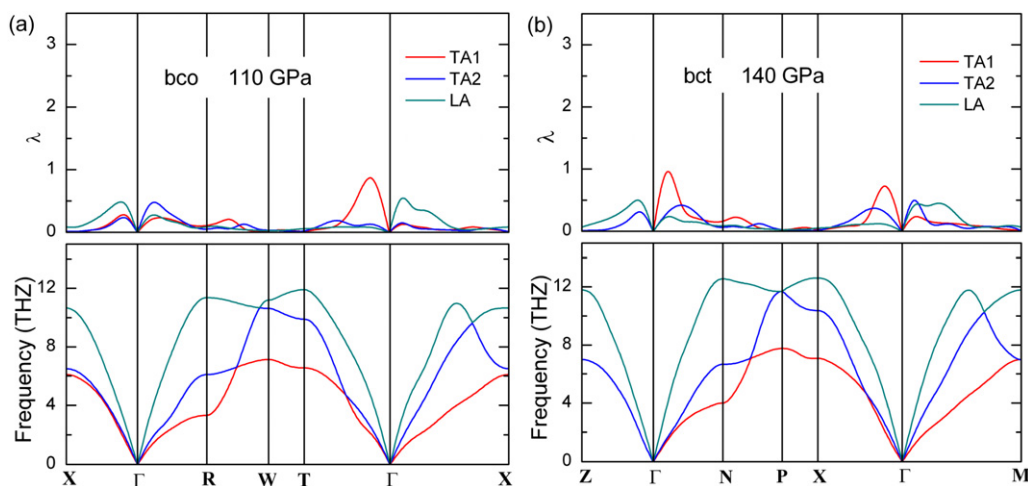 (a)
bco 110 GPa
TA1
TA2
LA
λ
3
2
1
0
Frequency (THZ)
12
8
4
0
X Γ R W T Γ X
(b)
bct 140 GPa
TA1
TA2
LA
λ
3
2
1
0
Frequency (THZ)
12
8
4
0
Z Γ N P X Γ M